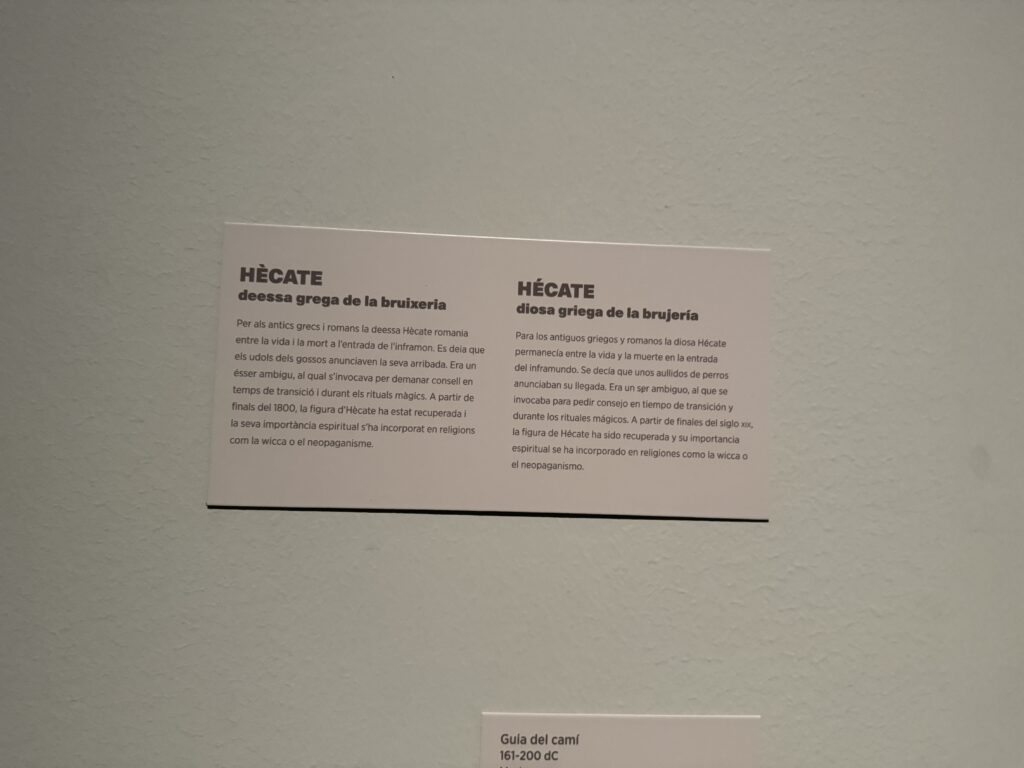 HÈCATE
deessa grega de la bruixeria
Per als antics grecs i romans la deessa Hècate romania
entre la vida i la mort a l'entrada de l'inframon. Es deia que
els udols dels gossos anunciaven la seva arribada. Era un
ésser ambigu, al qual s'invocava per demanar consell en
temps de transició i durant els rituals màgics. A partir de
finals del 1800, la figura d'Hècate ha estat recuperada i
la seva importància espiritual s'ha incorporat en religions
com la wicca o el neopaganisme.
HÉCATE
diosa griega de la brujería
Para los antiguos griegos y romanos la diosa Hécate
permanecía entre la vida y la muerte en la entrada
del inframundo. Se decía que unos aullidos de perros
anunciaban su llegada. Era un ser ambiguo, al que se
invocaba para pedir consejo en tiempo de transición y
durante los rituales mágicos. A partir de finales del siglo XIX,
la figura de Hécate ha sido recuperada y su importancia
espiritual se ha incorporado en religiones como la wicca o
el neopaganismo.
Guia del camí
161-200 dC